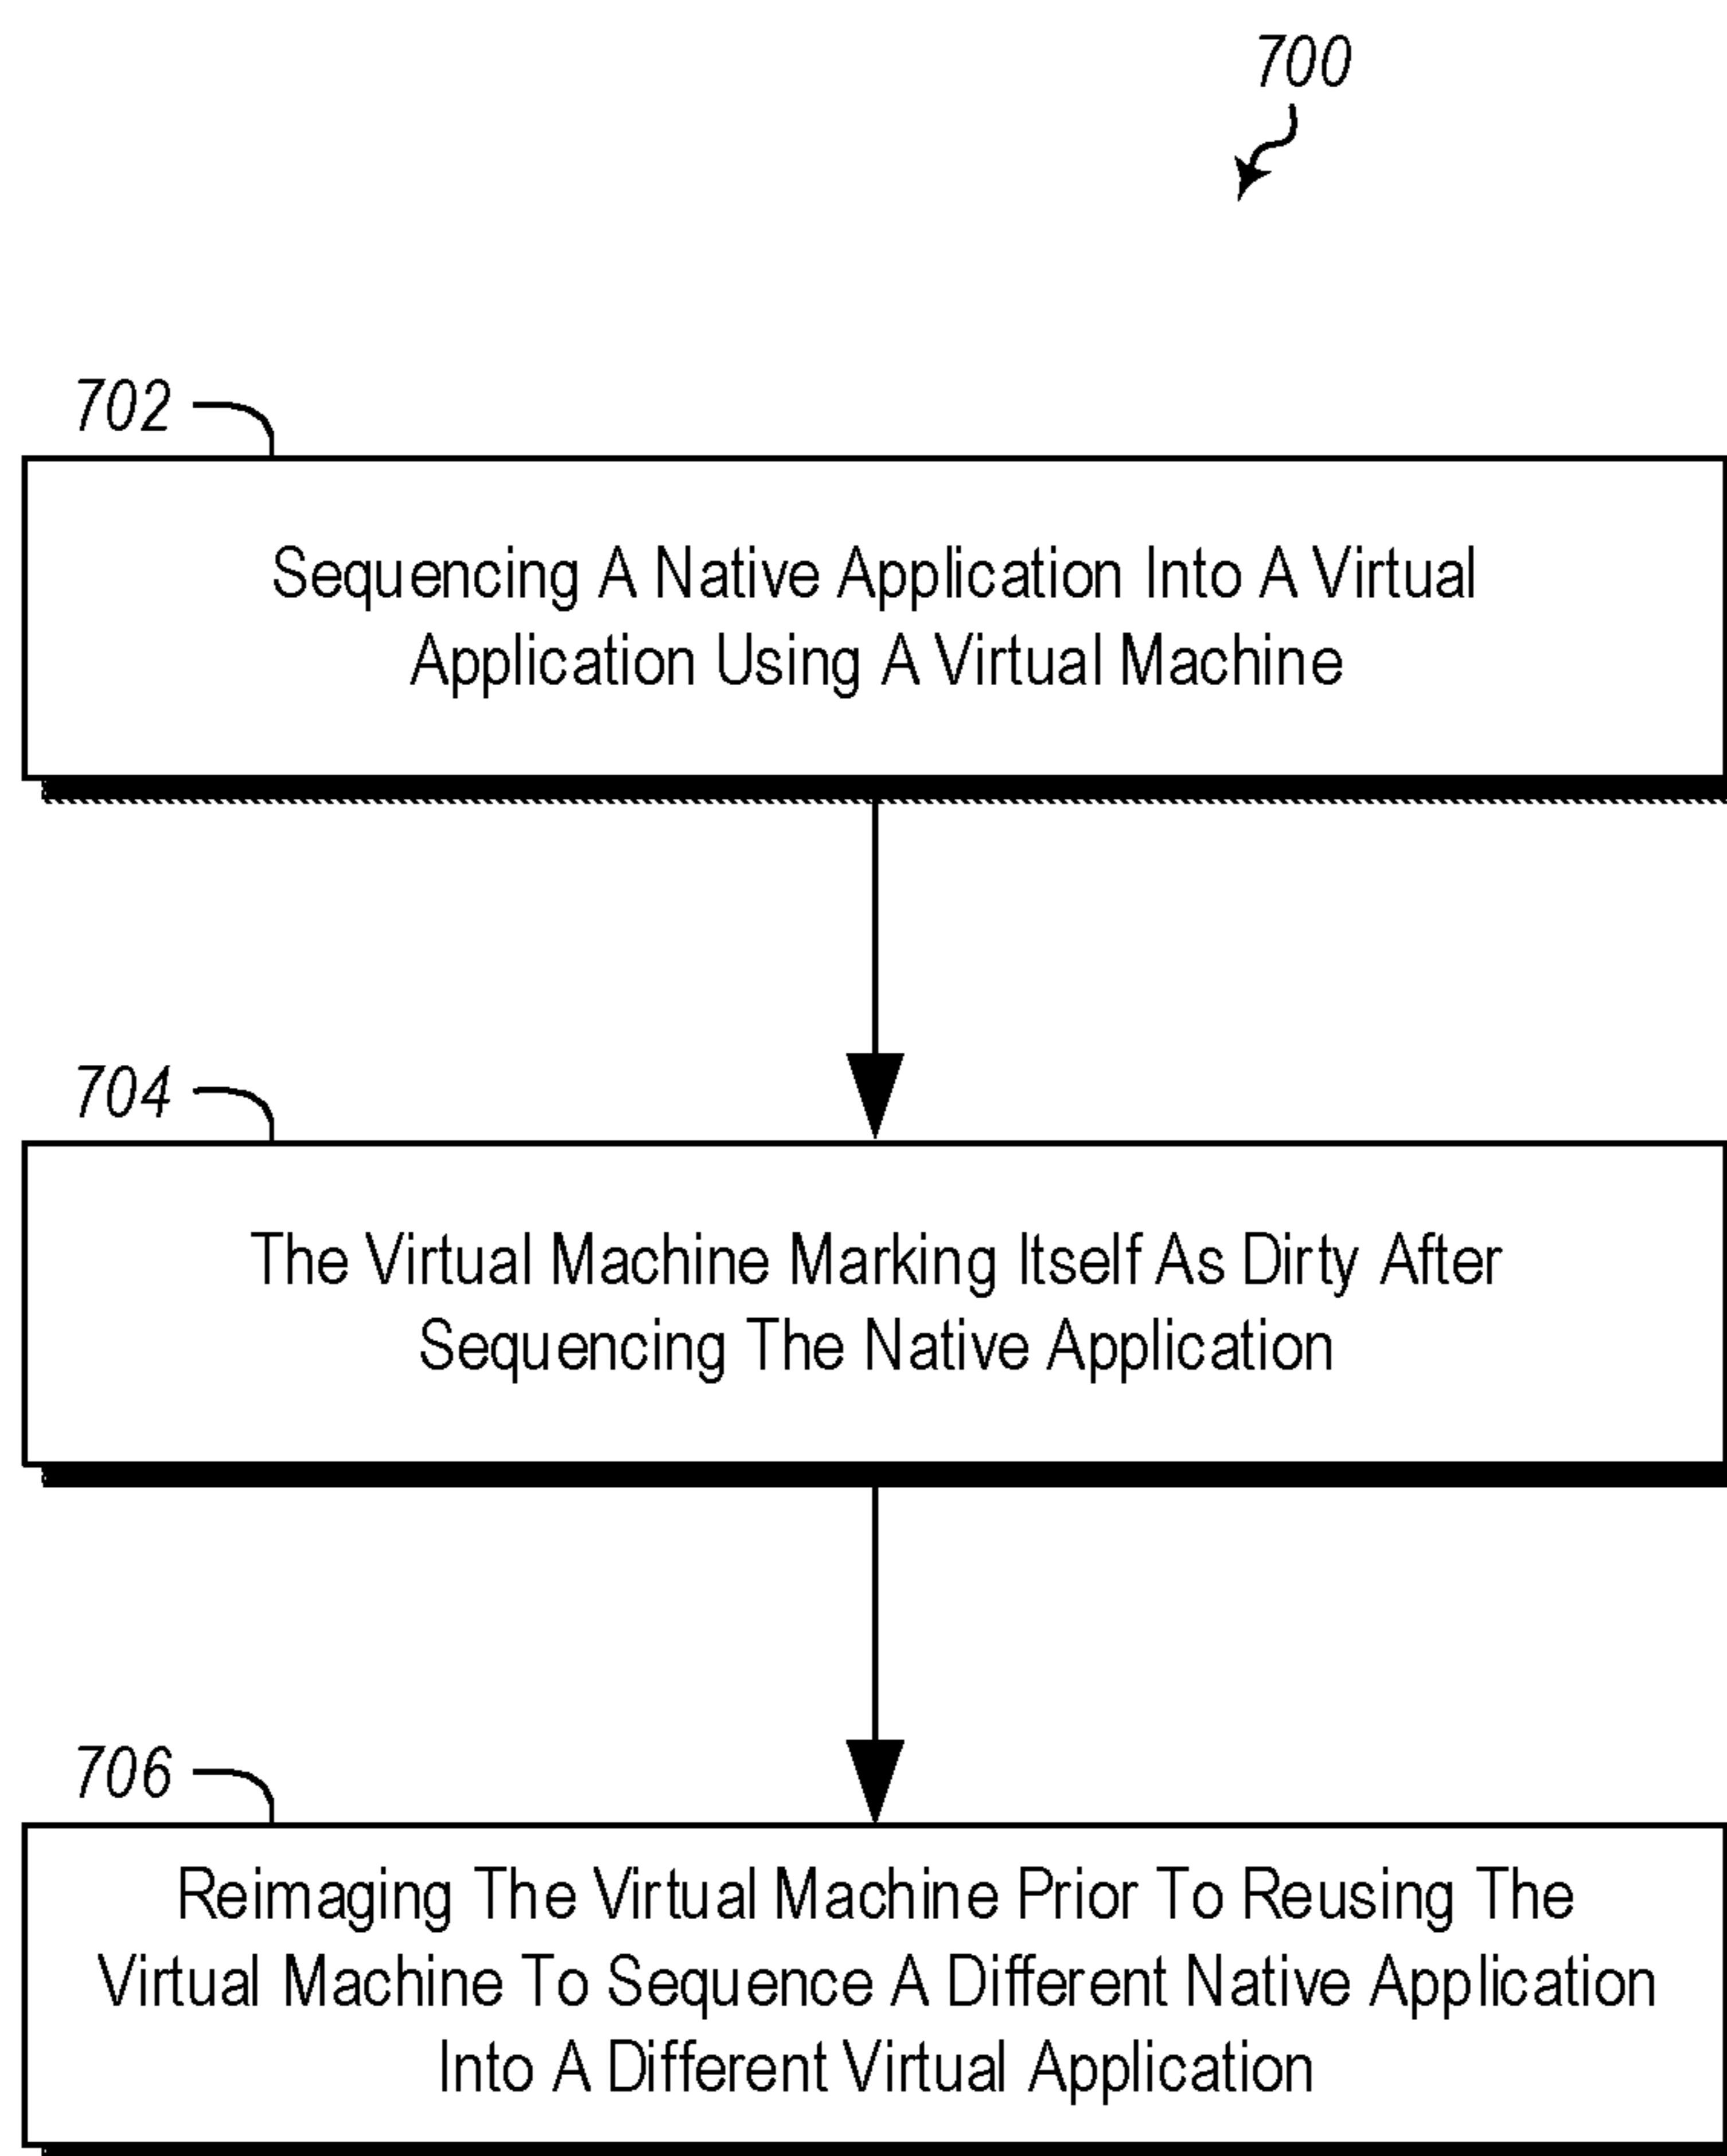 700
702
Sequencing A Native Application Into A Virtual
Application Using A Virtual Machine
704
The Virtual Machine Marking Itself As Dirty After
Sequencing The Native Application
706
Reimaging The Virtual Machine Prior To Reusing The
Virtual Machine To Sequence A Different Native Application
Into A Different Virtual Application